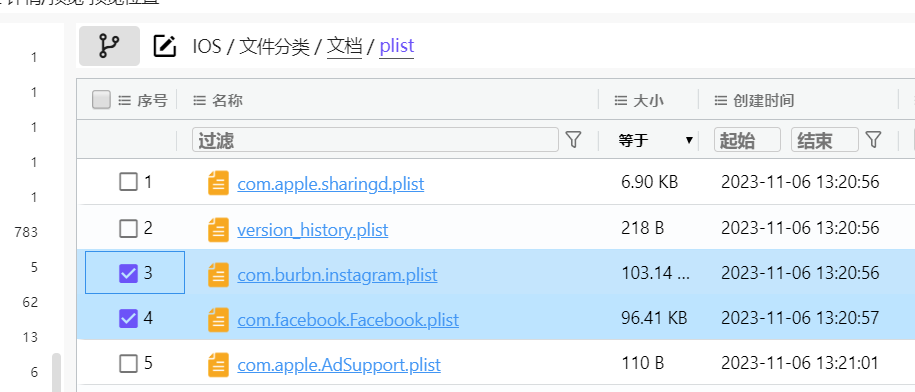 IOS / 文件分类 / 文档 / plist
序号 名称 大小 创建时间
过滤 等于 起始 结束
1 1 com.apple.sharingd.plist 6.90 KB 2023-11-06 13:20:56
1
1
1
1
783
5
62
13
6
2 version_history.plist 218 B 2023-11-06 13:20:56
3 com.burbn.instagram.plist 103.14 ... 2023-11-06 13:20:56
4 com.facebook.Facebook.plist 96.41 KB 2023-11-06 13:20:57
5 com.apple.AdSupport.plist 110 B 2023-11-06 13:21:01